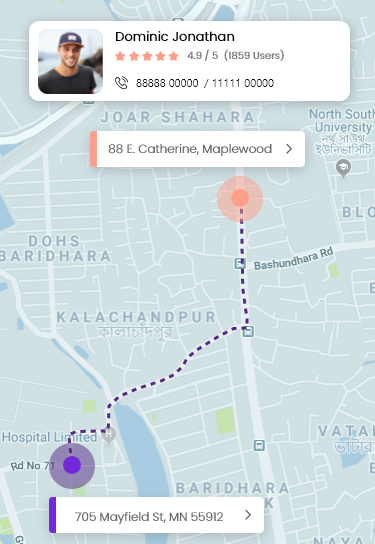 Dominic Jonathan
4.9 / 5 (1859 Users)
88888 00000 / 11111 00000
JOAR SHAHARA
North South
University
নর্থ সাউথ
ইউনিভার্সিটি
88 E. Catherine, Maplewood
BLO
DOHS
BARIDHARA
Bashundhara Rd
KALACHANDPUR
কালাচাঁদপুর
Hospital Limited
H
Rd No 71
VATA
BARIDHARA
K
705 Mayfield St, MN 55912
NAYA
G